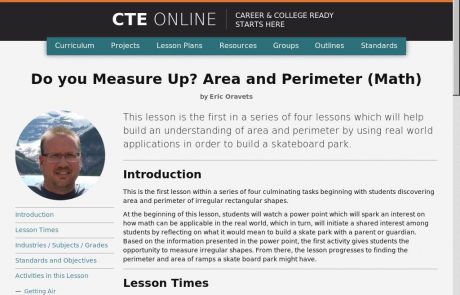 CTE ONLINE
CAREER & COLLEGE READY
STARTS HERE
Curriculum Projects Lesson Plans Resources Groups Outlines Standards
Do you Measure Up? Area and Perimeter (Math)
by Eric Oravets
This lesson is the first in a series of four lessons which will help
build an understanding of area and perimeter by using real world
applications in order to build a skateboard park.
Introduction
Lesson Times
Industries / Subjects / Grades
Standards and Objectives
Activities in this Lesson
— Getting Air
Introduction
This is the first lesson within a series of four culminating tasks beginning with students discovering
area and perimeter of irregular rectangular shapes.
At the beginning of this lesson, students will watch a power point which will spark an interest on
how math can be applicable in the real world, which in turn, will initiate a shared interest among
students by reflecting on what it would mean to build a skate park with a parent or guardian.
Based on the information presented in the power point, the first activity gives students the
opportunity to measure irregular shapes. From there, the lesson progresses to finding the
perimeter and area of ramps a skate board park might have.
Lesson Times